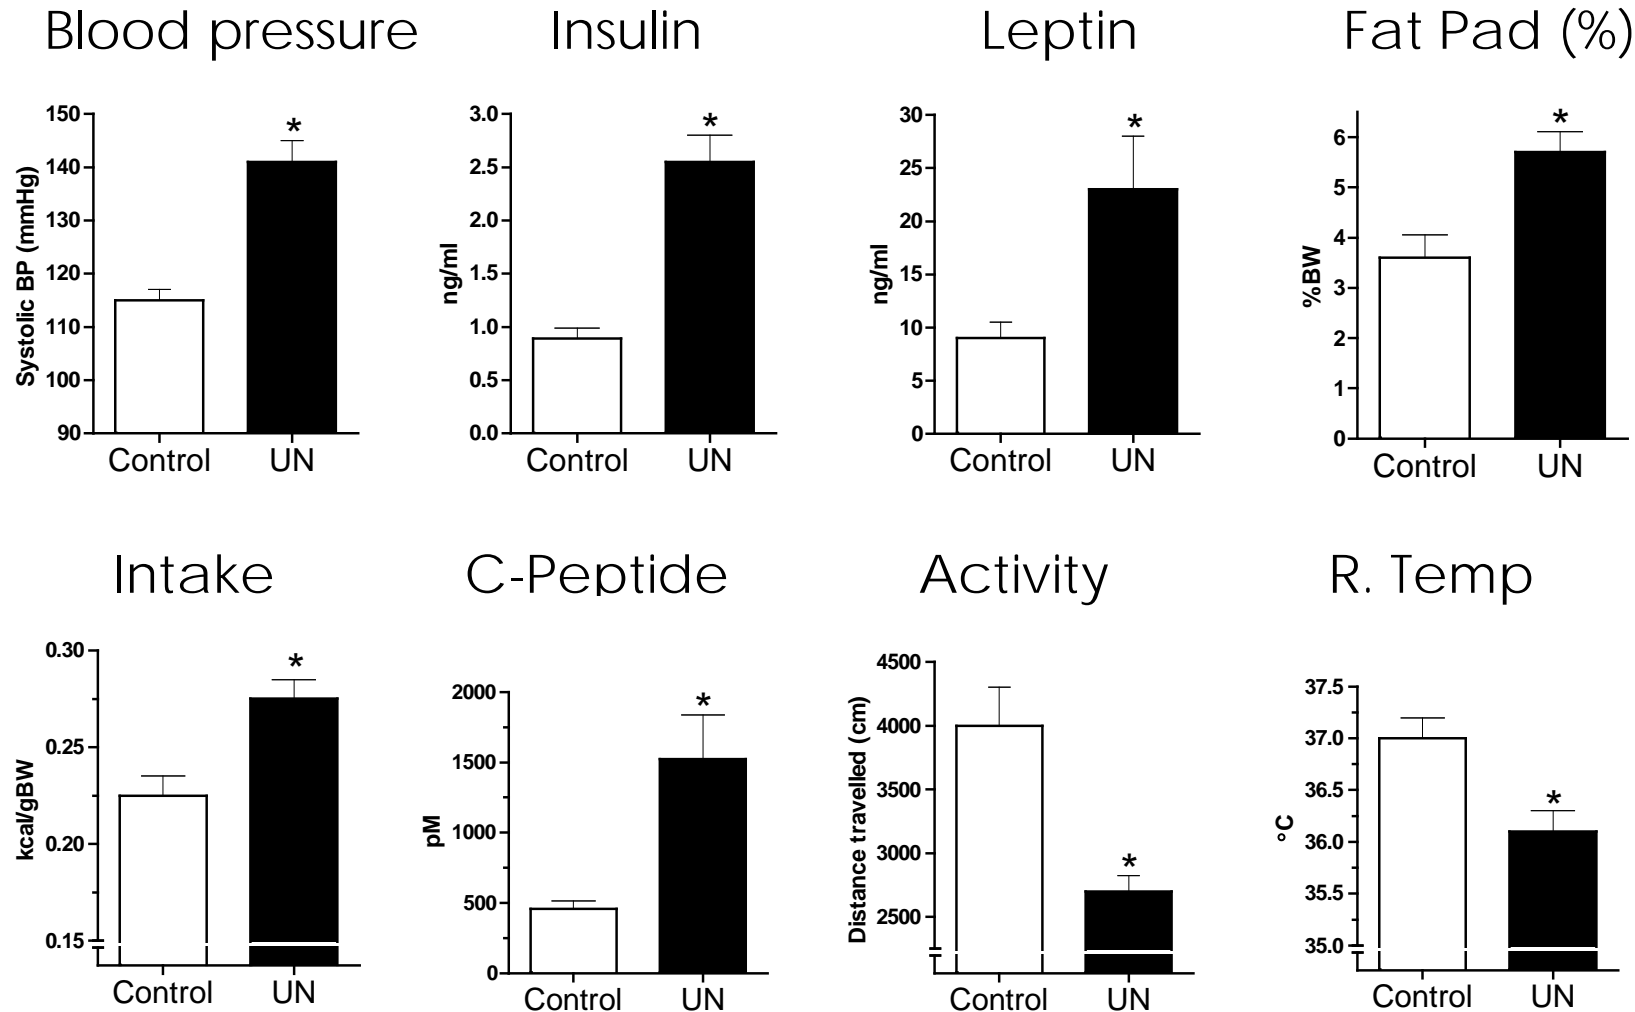 Blood pressure
Insulin
Leptin
Fat Pad (%)
Systolic BP (mmHg)
150
140
130
120
110
100
90
*
Control UN
ng/ml
3.0
2.5
2.0
1.5
1.0
0.5
0.0
*
Control UN
ng/ml
30
25
20
15
10
5
0
*
Control UN
%BW
6
5
4
3
2
1
0
*
Control UN
Intake
C-Peptide
Activity
R. Temp
kcal/gBW
0.30
0.25
0.20
0.15
*
Control UN
pM
2000
1500
1000
500
0
*
Control UN
Distance travelled (cm)
4500
4000
3500
3000
2500
*
Control UN
°C
37.5
37.0
36.5
36.0
35.5
35.0
*
Control UN